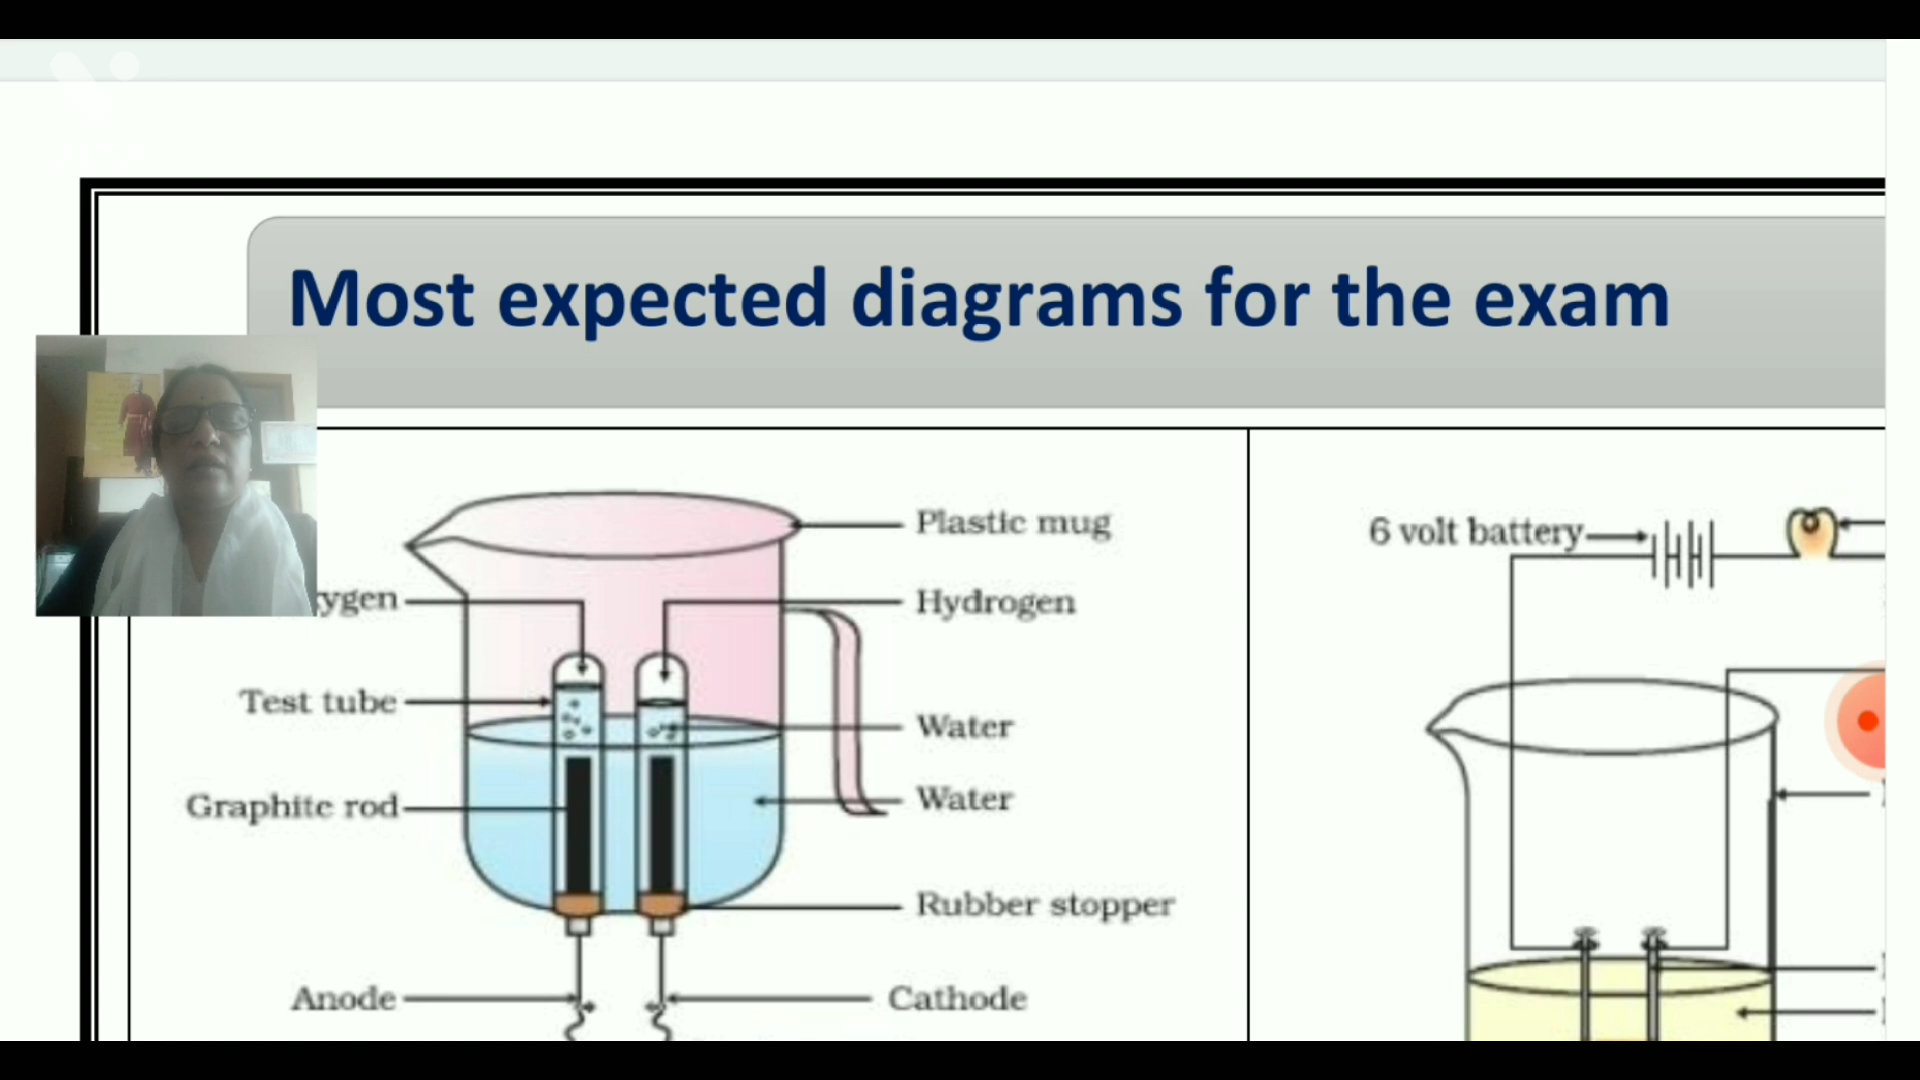 Most expected diagrams for the exam
Plastic mug
ygen
Hydrogen
Test tube
Water
Graphite rod
Water
Rubber stopper
Anode
Cathode
6 volt battery